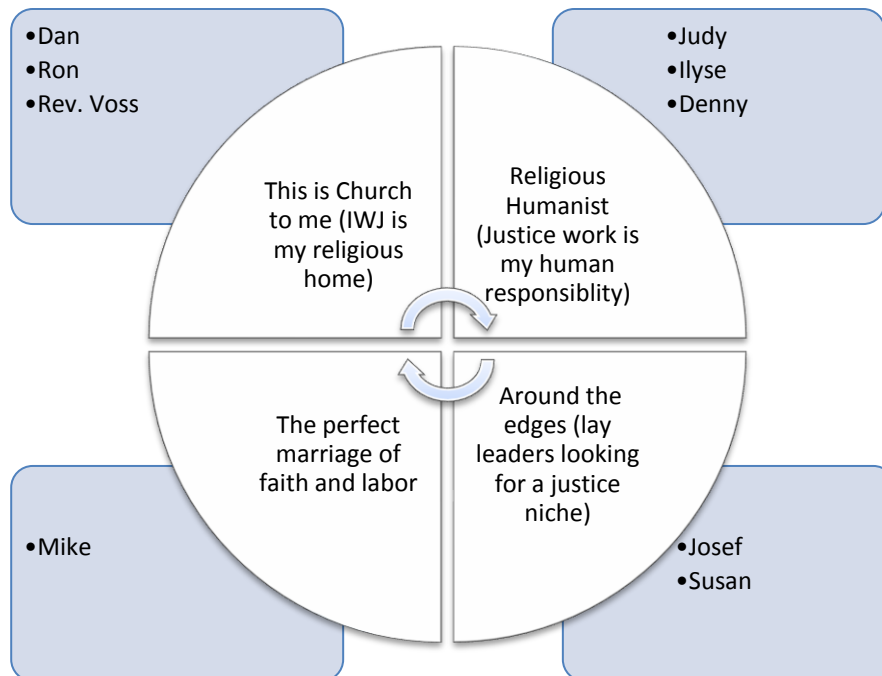 •Dan
•Ron
•Rev. Voss
•Judy
•Ilyse
•Denny
This is Church
to me (IWJ is
my religious
home)
Religious
Humanist
(Justice work is
my human
responsiblity)
The perfect
marriage of
faith and labor
Around the
edges (lay
leaders looking
for a justice
niche)
•Mike
•Josef
•Susan